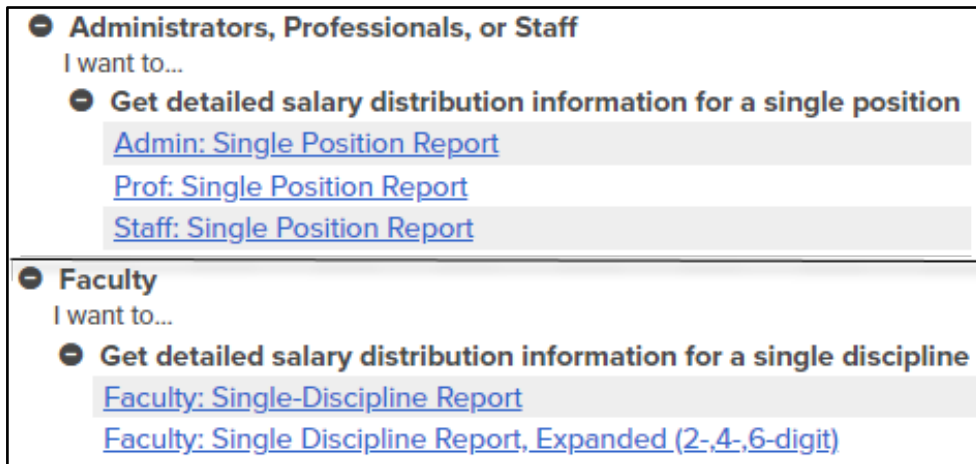 Administrators, Professionals, or Staff
I want to...
Get detailed salary distribution information for a single position
Admin: Single Position Report
Prof: Single Position Report
Staff: Single Position Report
Faculty
I want to...
Get detailed salary distribution information for a single discipline
Faculty: Single-Discipline Report
Faculty: Single Discipline Report, Expanded (2-,4-,6-digit)